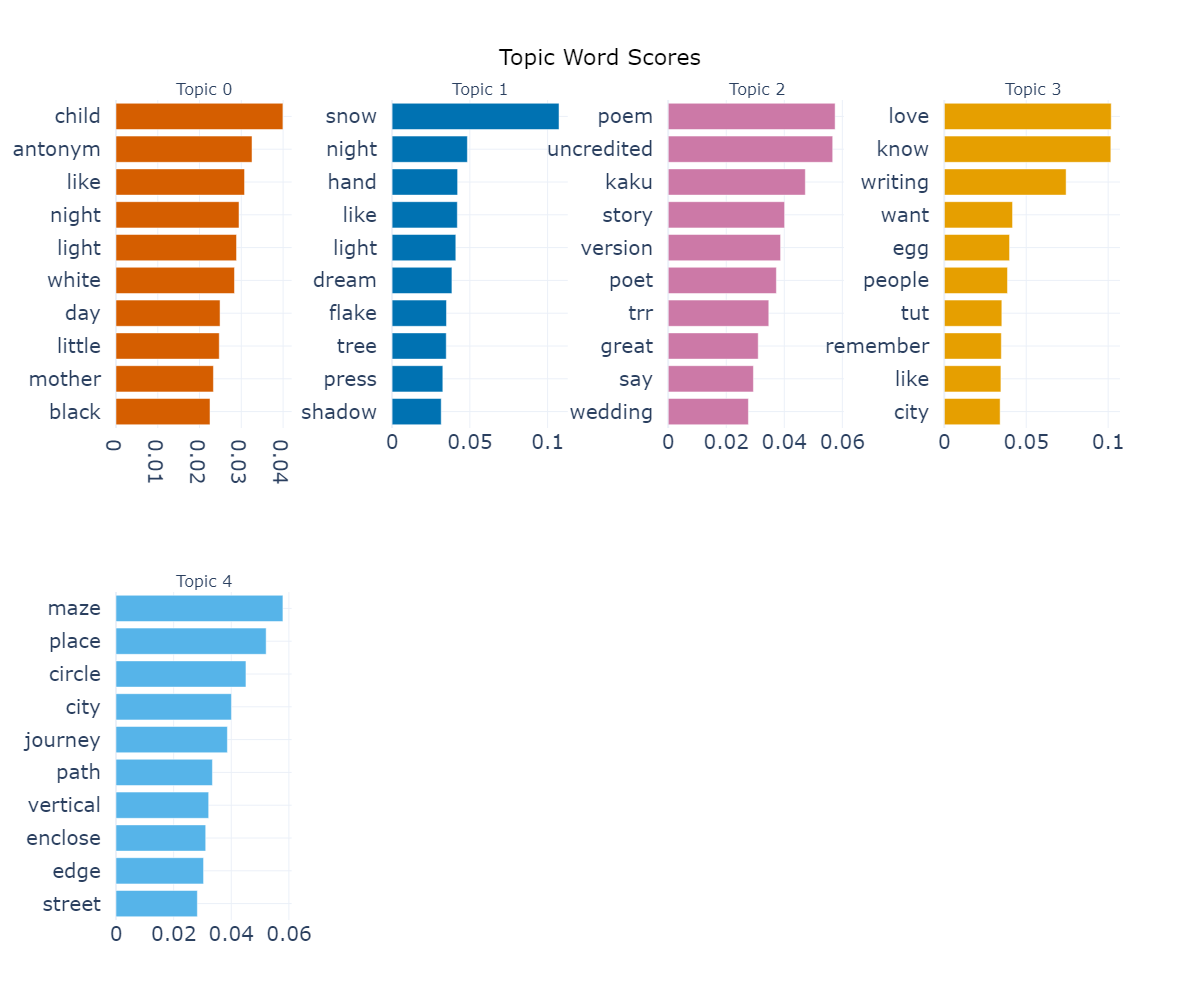 Topic Word Scores
Topic 0
child
antonym
like
night
light
white
day
little
mother
black
0 0.01 0.02 0.03 0.04
Topic 1
snow
night
hand
like
light
dream
flake
tree
press
shadow
0 0.05 0.1
Topic 2
poem
uncredited
kaku
story
version
poet
trr
great
say
wedding
0 0.02 0.04 0.06
Topic 3
love
know
writing
want
egg
people
tut
remember
like
city
0 0.05 0.1
Topic 4
maze
place
circle
city
journey
path
vertical
enclose
edge
street
0 0.02 0.04 0.06